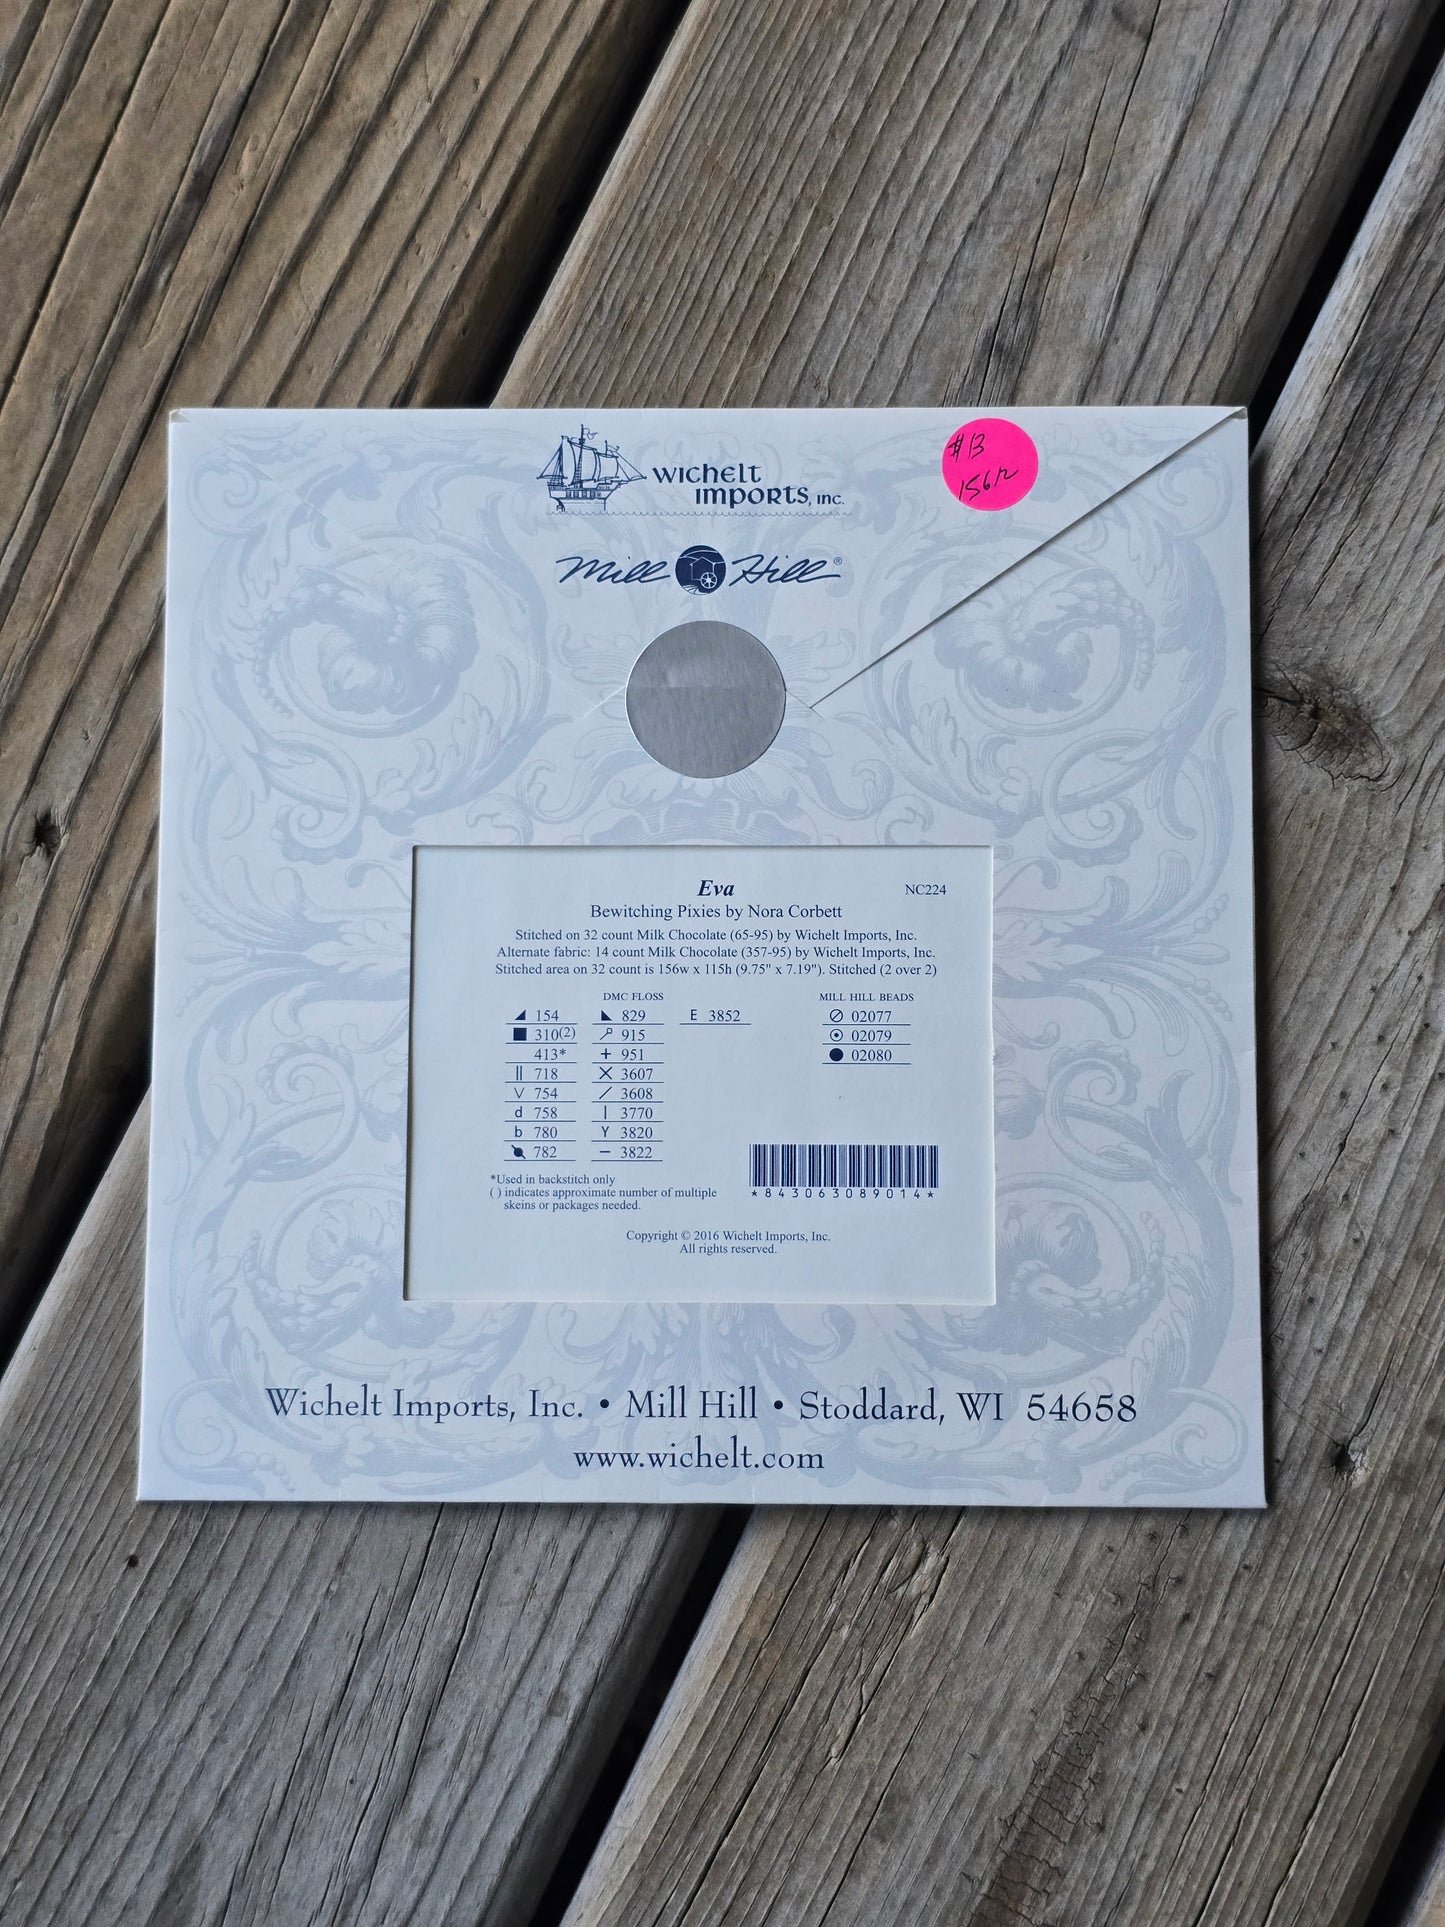 Wichelt
Imports, Inc.
$13
Mill Hill®
Eva NC224
Bewitching Pixies by Nora Corbett
Stitched on 32 count Milk Chocolate (65-95) by Wichelt Imports, Inc.
Alternate fabric: 14 count Milk Chocolate (357-95) by Wichelt Imports, Inc.
Stitched area on 32 count is 156w x 115h (9.75" x 7.19"). Stitched (2 over 2)
DMC FLOSS MILL HILL BEADS
154 829 E 3852 02077
310(2) 915 02079
413* + 951 02080
|| 718 X 3607
V 754 / 3608
d 758 | 3770
b 780 Y 3820
782 — 3822
*Used in backstitch only
( ) indicates approximate number of multiple
skeins or packages needed.
*843063089014*
Copyright © 2016 Wichelt Imports, Inc.
All rights reserved.
Wichelt Imports, Inc. • Mill Hill • Stoddard, WI 54658
www.wichelt.com